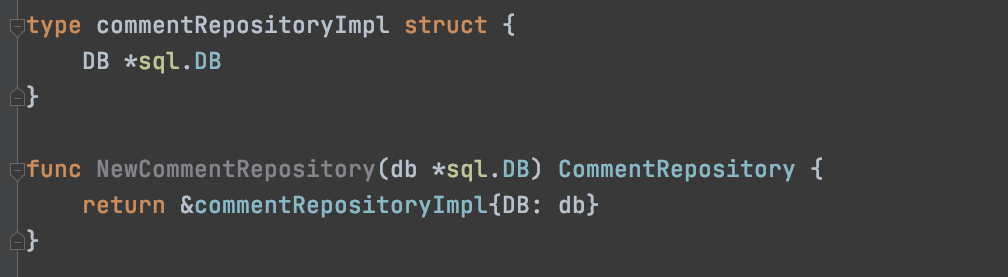 type commentRepositoryImpl struct {
    DB *sql.DB
}
func NewCommentRepository(db *sql.DB) CommentRepository {
    return &commentRepositoryImpl{DB: db}
}